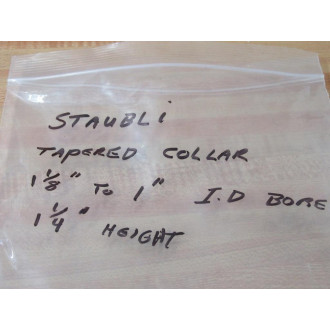 STAUBLi
TAPERED COLLAR
1 1/8" TO 1" I.D BORE
1 1/4" HEIGHT